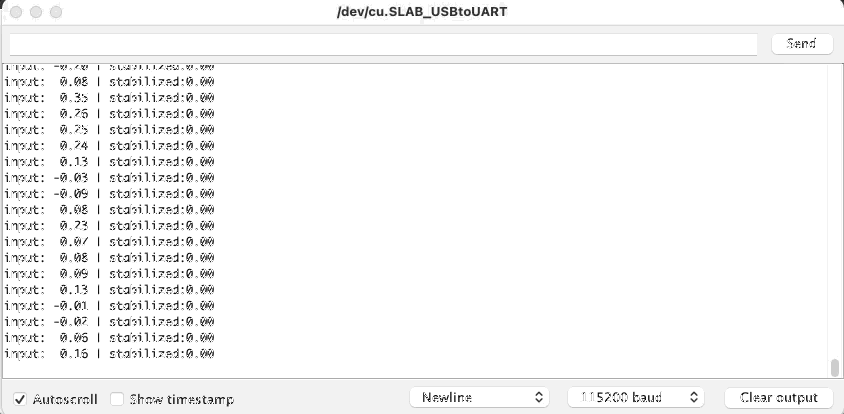 /dev/cu.SLAB_USBtoUART
Send
input: -0.20 | stabilized:0.00
input:  0.08 | stabilized:0.00
input:  0.35 | stabilized:0.00
input:  0.26 | stabilized:0.00
input:  0.25 | stabilized:0.00
input:  0.24 | stabilized:0.00
input:  0.13 | stabilized:0.00
input: -0.03 | stabilized:0.00
input: -0.09 | stabilized:0.00
input:  0.08 | stabilized:0.00
input:  0.23 | stabilized:0.00
input:  0.07 | stabilized:0.00
input:  0.08 | stabilized:0.00
input:  0.09 | stabilized:0.00
input:  0.13 | stabilized:0.00
input: -0.01 | stabilized:0.00
input: -0.02 | stabilized:0.00
input:  0.06 | stabilized:0.00
input:  0.16 | stabilized:0.00
Autoscroll
Show timestamp
Newline
115200 baud
Clear output